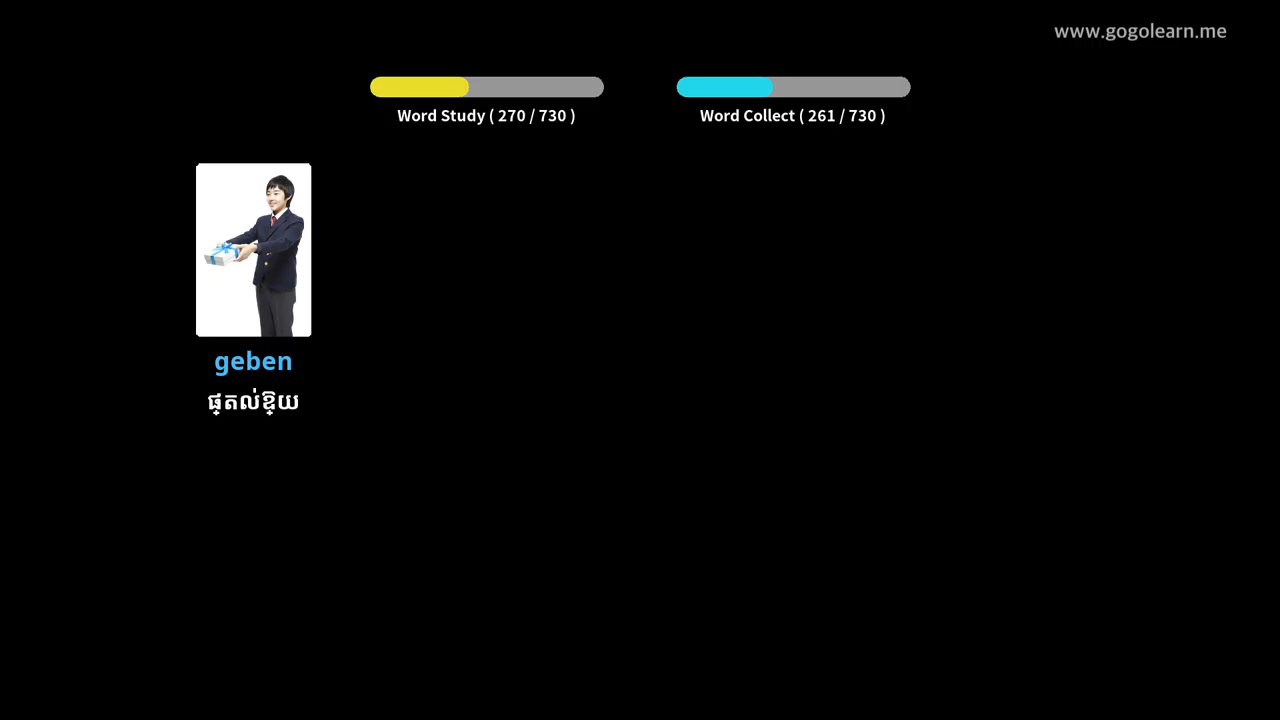 www.gogolearn.me
Word Study ( 270 / 730 )
Word Collect ( 261 / 730 )
geben
ផ្តល់ឱ្យ